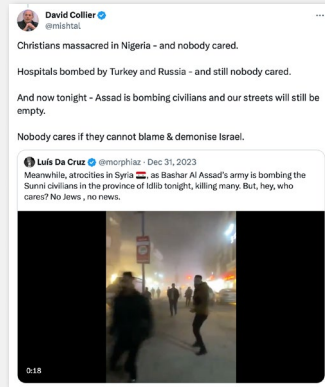 David Collier
@mishtal
Christians massacred in Nigeria - and nobody cared.
Hospitals bombed by Turkey and Russia - and still nobody cared.
And now tonight - Assad is bombing civilians and our streets will still be
empty.
Nobody cares if they cannot blame & demonise Israel.
Luís Da Cruz @morphiaz · Dec 31, 2023
Meanwhile, atrocities in Syria 🇸🇾, as Bashar Al Assad's army is bombing the
Sunni civilians in the province of Idlib tonight, killing many. But, hey, who
cares? No Jews , no news.
0:18